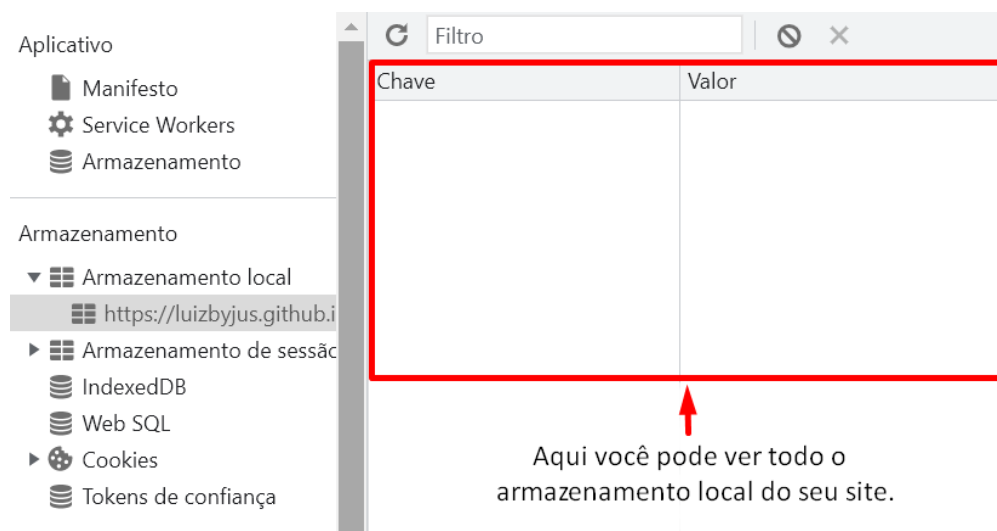 Aplicativo
Manifesto
Service Workers
Armazenamento
Armazenamento
Armazenamento local
https://luizbyjus.github.i
Armazenamento de sessãc
IndexedDB
Web SQL
Cookies
Tokens de confiança
Filtro
Chave Valor
Aqui você pode ver todo o
armazenamento local do seu site.